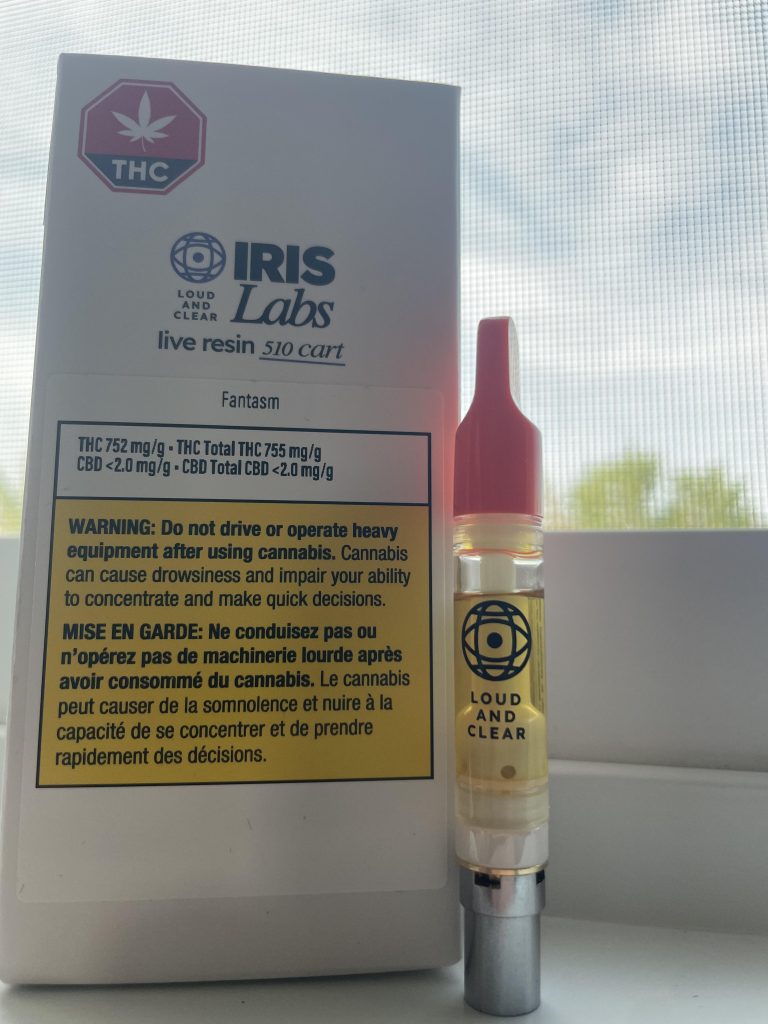 THC
IRIS
LOUD
AND
CLEAR
Labs
live resin 510 cart
Fantasm
THC 752 mg/g • THC Total THC 755 mg/g
CBD <2.0 mg/g • CBD Total CBD <2.0 mg/g
WARNING: Do not drive or operate heavy
equipment after using cannabis. Cannabis
can cause drowsiness and impair your ability
to concentrate and make quick decisions.
MISE EN GARDE: Ne conduisez pas ou
n'opérez pas de machinerie lourde après
avoir consommé du cannabis. Le cannabis
peut causer de la somnolence et nuire à la
capacité de se concentrer et de prendre
rapidement des décisions.
LOUD
AND
CLEAR